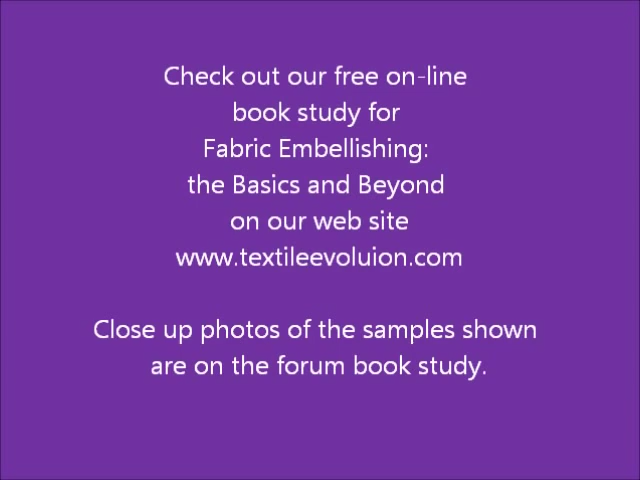 Check out our free on-line
book study for
Fabric Embellishing:
the Basics and Beyond
on our web site
www.textileevoluion.com
Close up photos of the samples shown
are on the forum book study.